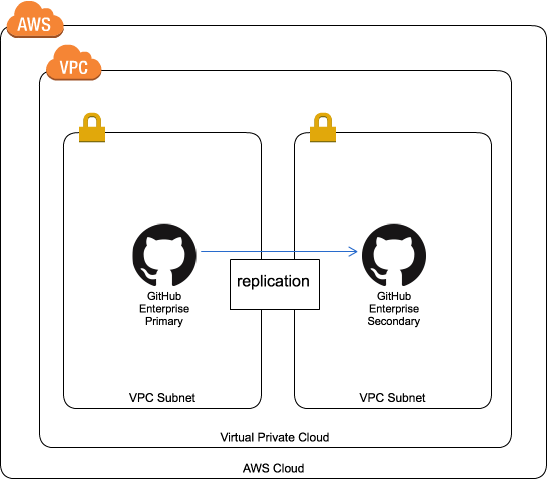 AWS
VPC
replication
GitHub
Enterprise
Primary
GitHub
Enterprise
Secondary
VPC Subnet
VPC Subnet
Virtual Private Cloud
AWS Cloud